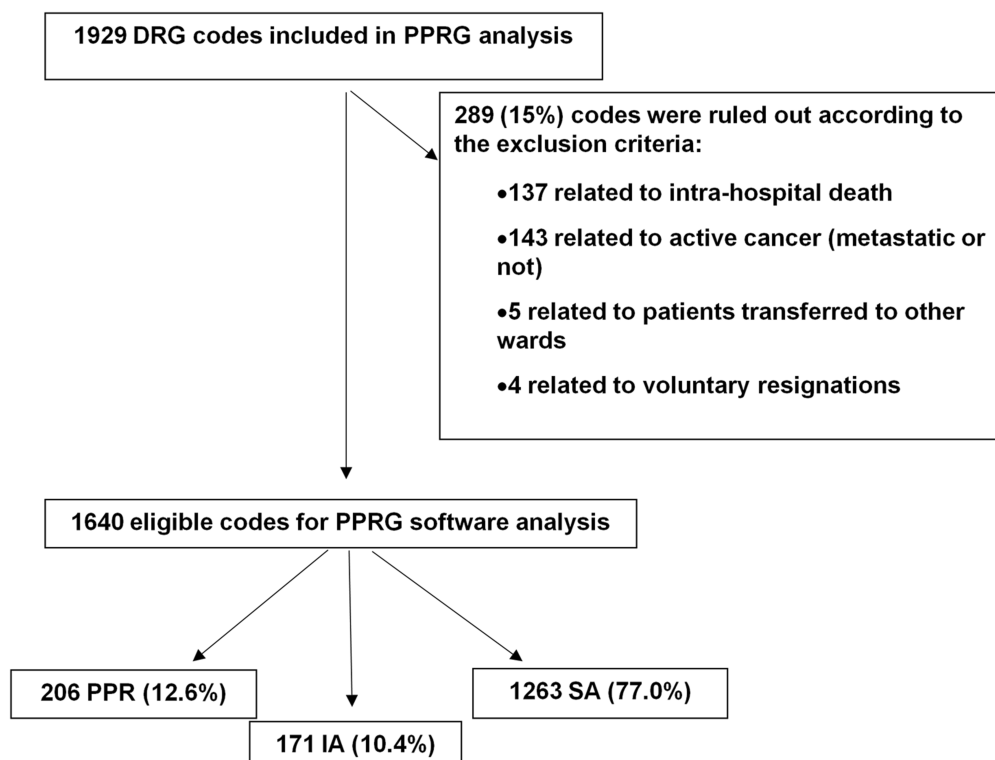 1929 DRG codes included in PPRG analysis
289 (15%) codes were ruled out according to
the exclusion criteria:
•137 related to intra-hospital death
•143 related to active cancer (metastatic or
not)
•5 related to patients transferred to other
wards
•4 related to voluntary resignations
1640 eligible codes for PPRG software analysis
206 PPR (12.6%)
171 IA (10.4%)
1263 SA (77.0%)